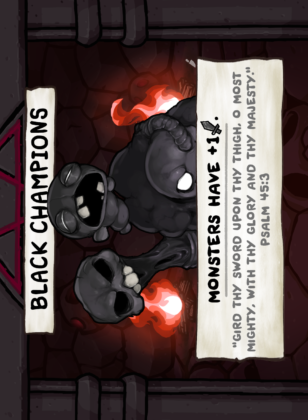 BLACK CHAMPIONS
MONSTERS HAVE +1.
"GIRD THY SWORD UPON THY THIGH, O MOST
MIGHTY, WITH THY GLORY AND THY MAJESTY."
PSALM 45:3